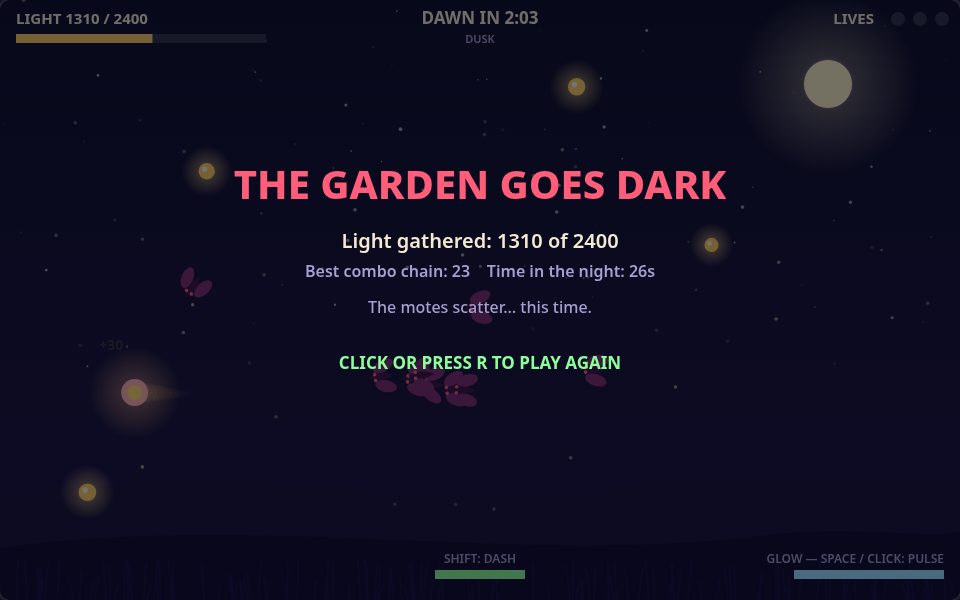 LIGHT 1310 / 2400
DAWN IN 2:03
LIVES
DUSK
THE GARDEN GOES DARK
Light gathered: 1310 of 2400
Best combo chain: 23 Time in the night: 26s
The motes scatter... this time.
+30
CLICK OR PRESS R TO PLAY AGAIN
SHIFT: DASH
GLOW — SPACE / CLICK: PULSE